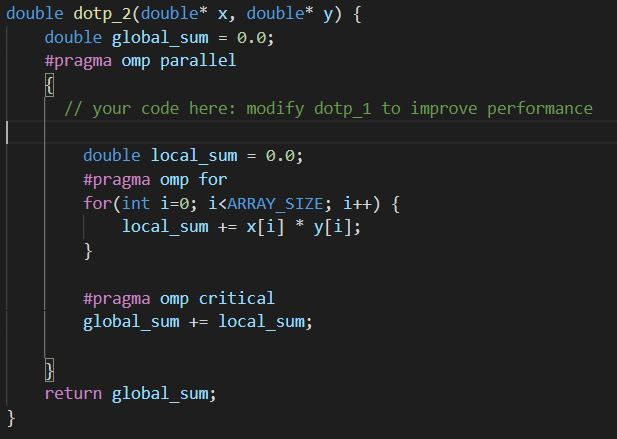 double dotp_2(double* x, double* y) {
    double global_sum = 0.0;
    #pragma omp parallel
    {
      // your code here: modify dotp_1 to improve performance

        double local_sum = 0.0;
        #pragma omp for
        for(int i=0; i<ARRAY_SIZE; i++) {
            local_sum += x[i] * y[i];
        }

        #pragma omp critical
        global_sum += local_sum;

    }
    return global_sum;
}